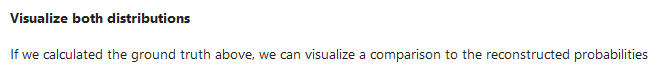 Visualize both distributions
If we calculated the ground truth above, we can visualize a comparison to the reconstructed probabilities